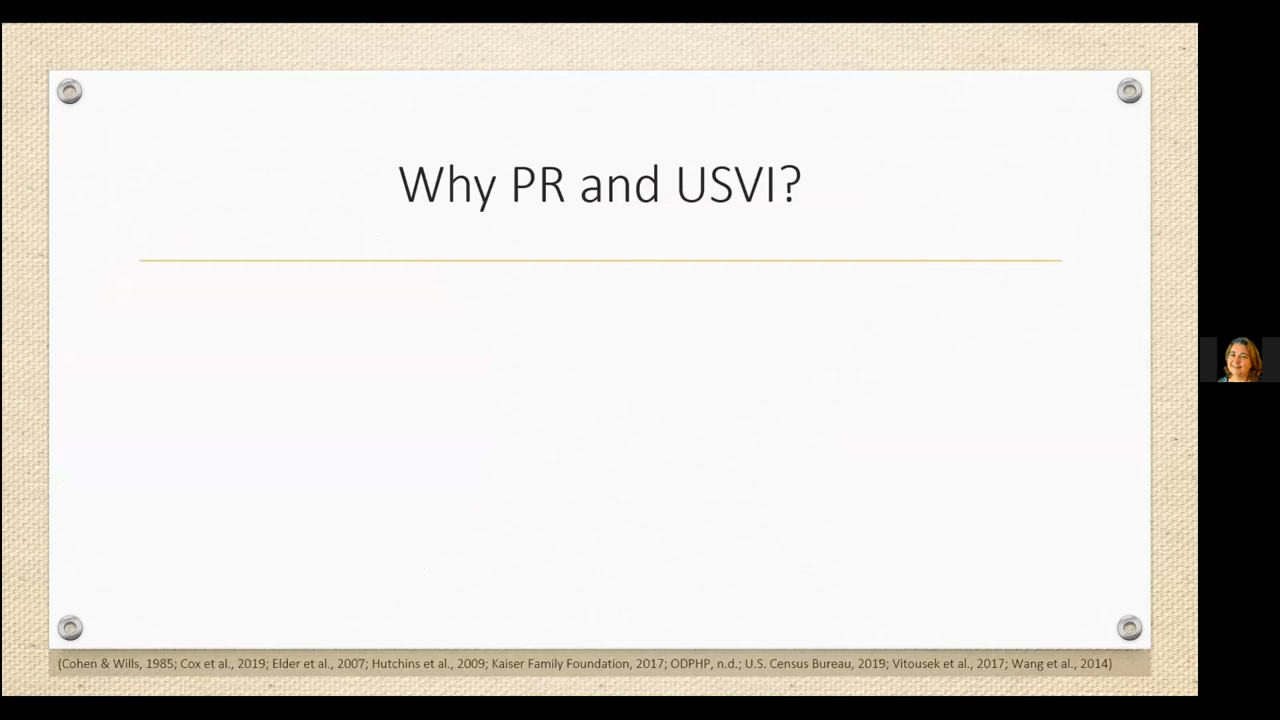 Why PR and USVI?
(Cohen & Wills, 1985; Cox et al., 2019; Elder et al., 2007; Hutchins et al., 2009; Kaiser Family Foundation, 2017; ODPHP, n.d.; U.S. Census Bureau, 2019; Vitousek et al., 2017; Wang et al., 2014)